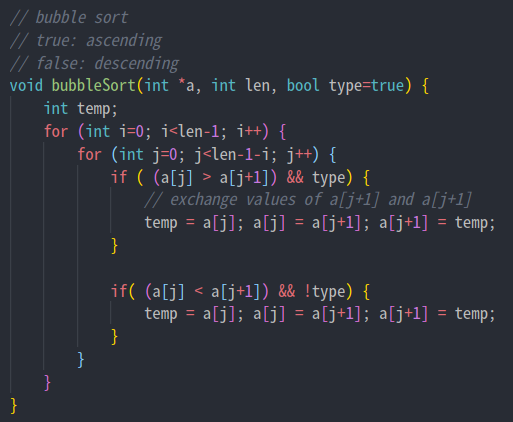 // bubble sort
// true: ascending
// false: descending
void bubbleSort(int *a, int len, bool type=true) {
    int temp;
    for (int i=0; i<len-1; i++) {
        for (int j=0; j<len-1-i; j++) {
            if ( (a[j] > a[j+1]) && type) {
                // exchange values of a[j+1] and a[j+1]
                temp = a[j]; a[j] = a[j+1]; a[j+1] = temp;
            }

            if( (a[j] < a[j+1]) && !type) {
                temp = a[j]; a[j] = a[j+1]; a[j+1] = temp;
            }
        }
    }
}